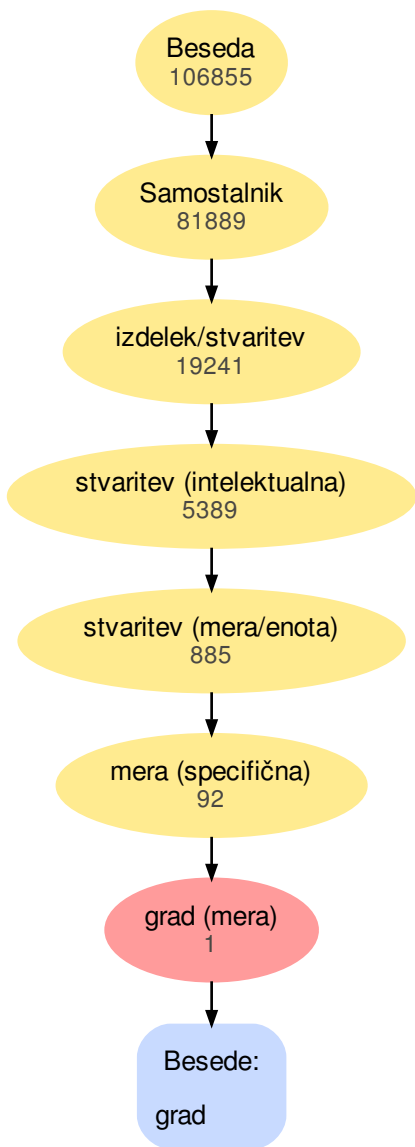 Beseda
106855
Samostalnik
81889
izdelek/stvaritev
19241
stvaritev (intelektualna)
5389
stvaritev (mera/enota)
885
mera (specifična)
92
grad (mera)
1
Besede:
grad